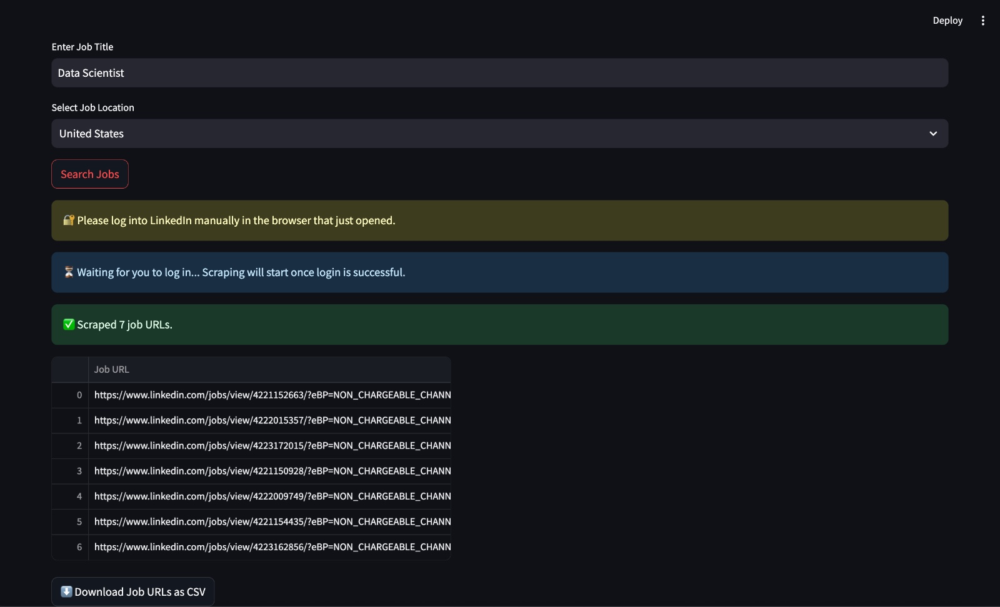 Deploy
Enter Job Title
Data Scientist
Select Job Location
United States
Search Jobs
🔐 Please log into LinkedIn manually in the browser that just opened.
⏳ Waiting for you to log in... Scraping will start once login is successful.
✅ Scraped 7 job URLs.
Job URL
0 https://www.linkedin.com/jobs/view/4221152663/?eBP=NON_CHARGEABLE_CHANN
1 https://www.linkedin.com/jobs/view/4222015357/?eBP=NON_CHARGEABLE_CHANN
2 https://www.linkedin.com/jobs/view/4223172015/?eBP=NON_CHARGEABLE_CHANN
3 https://www.linkedin.com/jobs/view/4221150928/?eBP=NON_CHARGEABLE_CHANN
4 https://www.linkedin.com/jobs/view/4222009749/?eBP=NON_CHARGEABLE_CHANN
5 https://www.linkedin.com/jobs/view/4221154435/?eBP=NON_CHARGEABLE_CHANN
6 https://www.linkedin.com/jobs/view/4223162856/?eBP=NON_CHARGEABLE_CHANN
⬇️ Download Job URLs as CSV